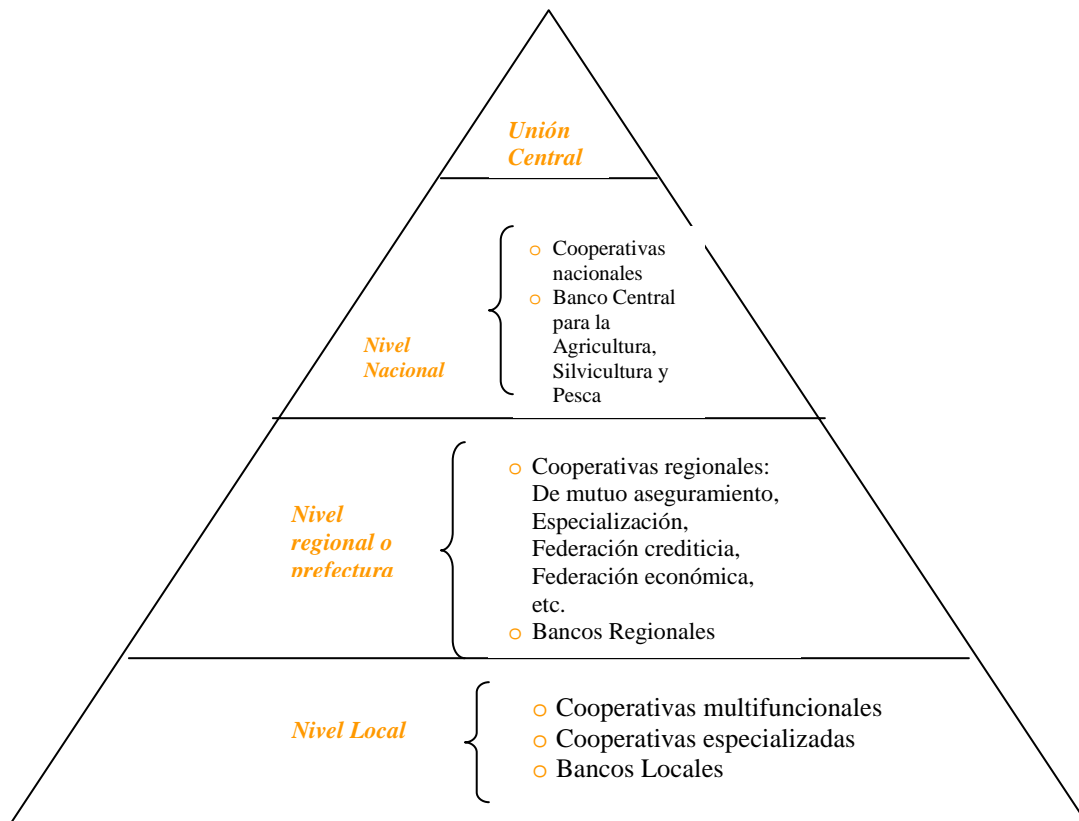 Unión
Central
Nivel
Nacional
o Cooperativas
nacionales
o Banco Central
para la
Agricultura,
Silvicultura y
Pesca
Nivel
regional o
prefectura
o Cooperativas regionales:
De mutuo aseguramiento,
Especialización,
Federación crediticia,
Federación económica,
etc.
o Bancos Regionales
Nivel Local
o Cooperativas multifuncionales
o Cooperativas especializadas
o Bancos Locales